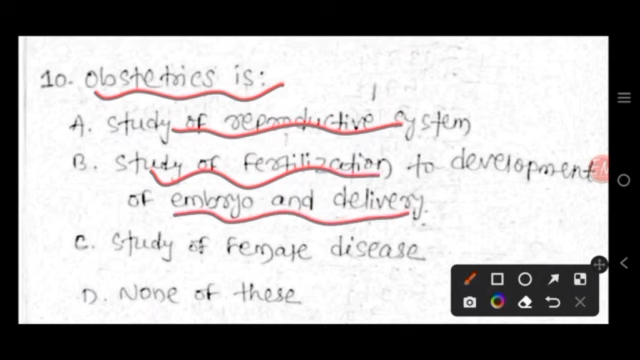 10. Obstetrics is:
A. Study of reproductive system
B. Study of Fertilization to development
of embryo and delivery.
C. Study of Female disease
D. None of these